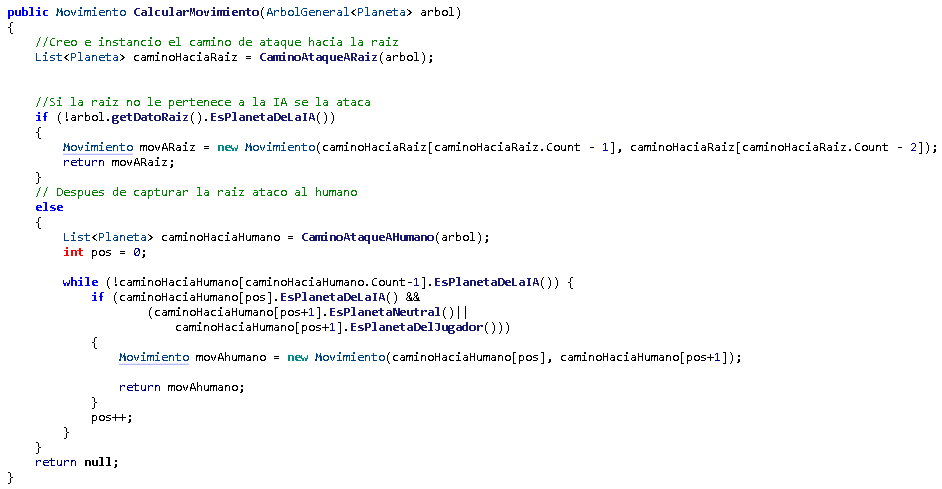 public Movimiento CalcularMovimiento(ArbolGeneral<Planeta> arbol)
{
    //Creo e instancio el camino de ataque hacia la raiz
    List<Planeta> caminoHaciaRaiz = CaminoAtaqueARaiz(arbol);

    //Si la raiz no le pertenece a la IA se la ataca
    if (!arbol.getDatoRaiz().EsPlanetaDeLaIA())
    {
        Movimiento movARaiz = new Movimiento(caminoHaciaRaiz[caminoHaciaRaiz.Count - 1], caminoHaciaRaiz[caminoHaciaRaiz.Count - 2]);
        return movARaiz;
    }
    // Despues de capturar la raiz ataco al humano
    else
    {
        List<Planeta> caminoHaciaHumano = CaminoAtaqueAHumano(arbol);
        int pos = 0;

        while (!caminoHaciaHumano[caminoHaciaHumano.Count-1].EsPlanetaDeLaIA()) {
            if (caminoHaciaHumano[pos].EsPlanetaDeLaIA() &&
                    (caminoHaciaHumano[pos+1].EsPlanetaNeutral()||
                        caminoHaciaHumano[pos+1].EsPlanetaDelJugador()))
            {
                Movimiento movAhumano = new Movimiento(caminoHaciaHumano[pos], caminoHaciaHumano[pos+1]);

                return movAhumano;
            }
            pos++;
        }
    }
    return null;
}